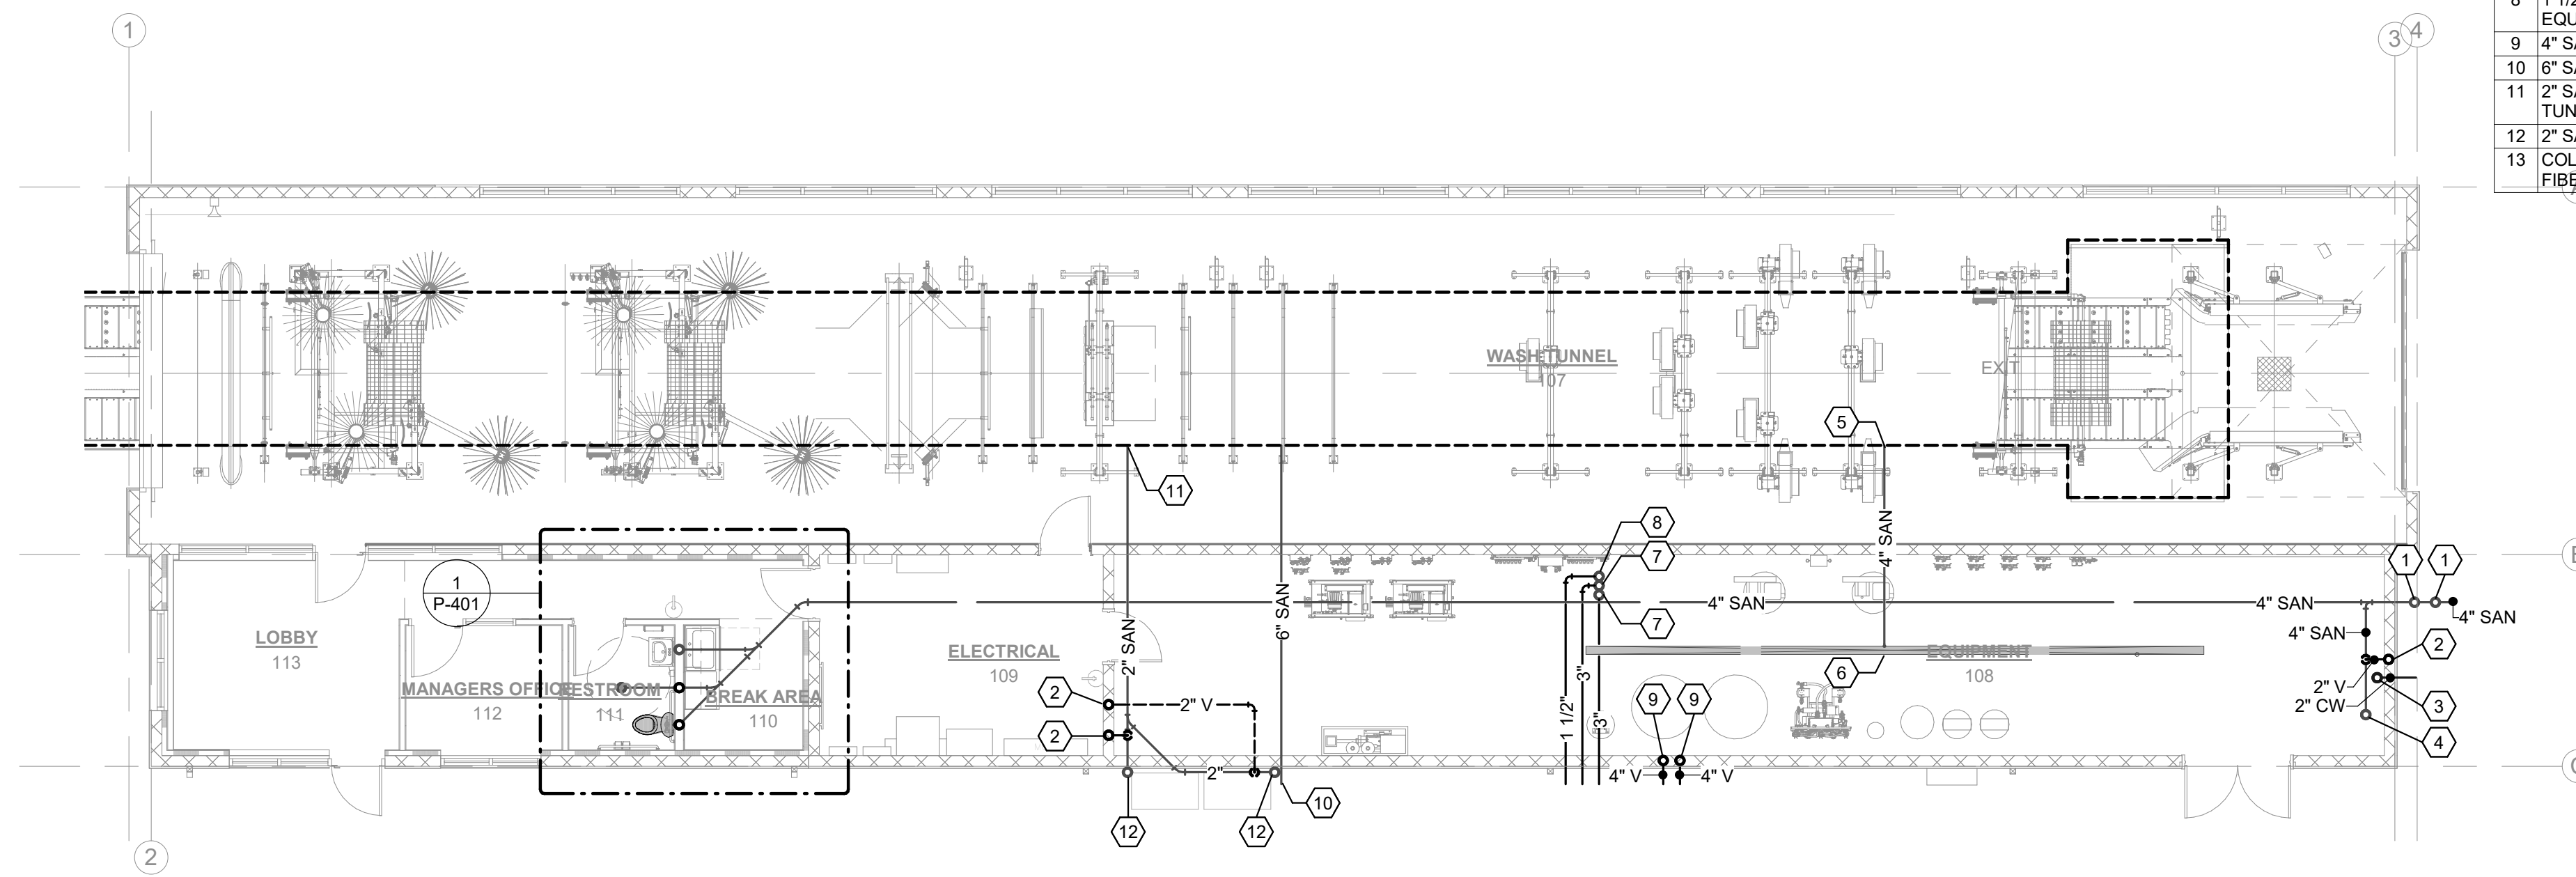 1
3
4
8
EQU
9 4" SA
10 6" SA
11 2" SA
TUN
12 2" SA
13 COL
FIBE
WASH TUNNEL
107
EXIT
5
11
8
7
7
1
P-401
1
1
4" SAN
4" SAN
4" SAN
4" SAN
4" SAN
2" SAN
6" SAN
LOBBY
113
MANAGERS OFFICE
112
RESTROOM
111
BREAK AREA
110
ELECTRICAL
109
EQUIPMENT
108
6
2
2
2" V
2"
1 1/2"
3"
3"
9
9
4" V
4" V
2
2" V
2" CW
3
4
12
12
10
2